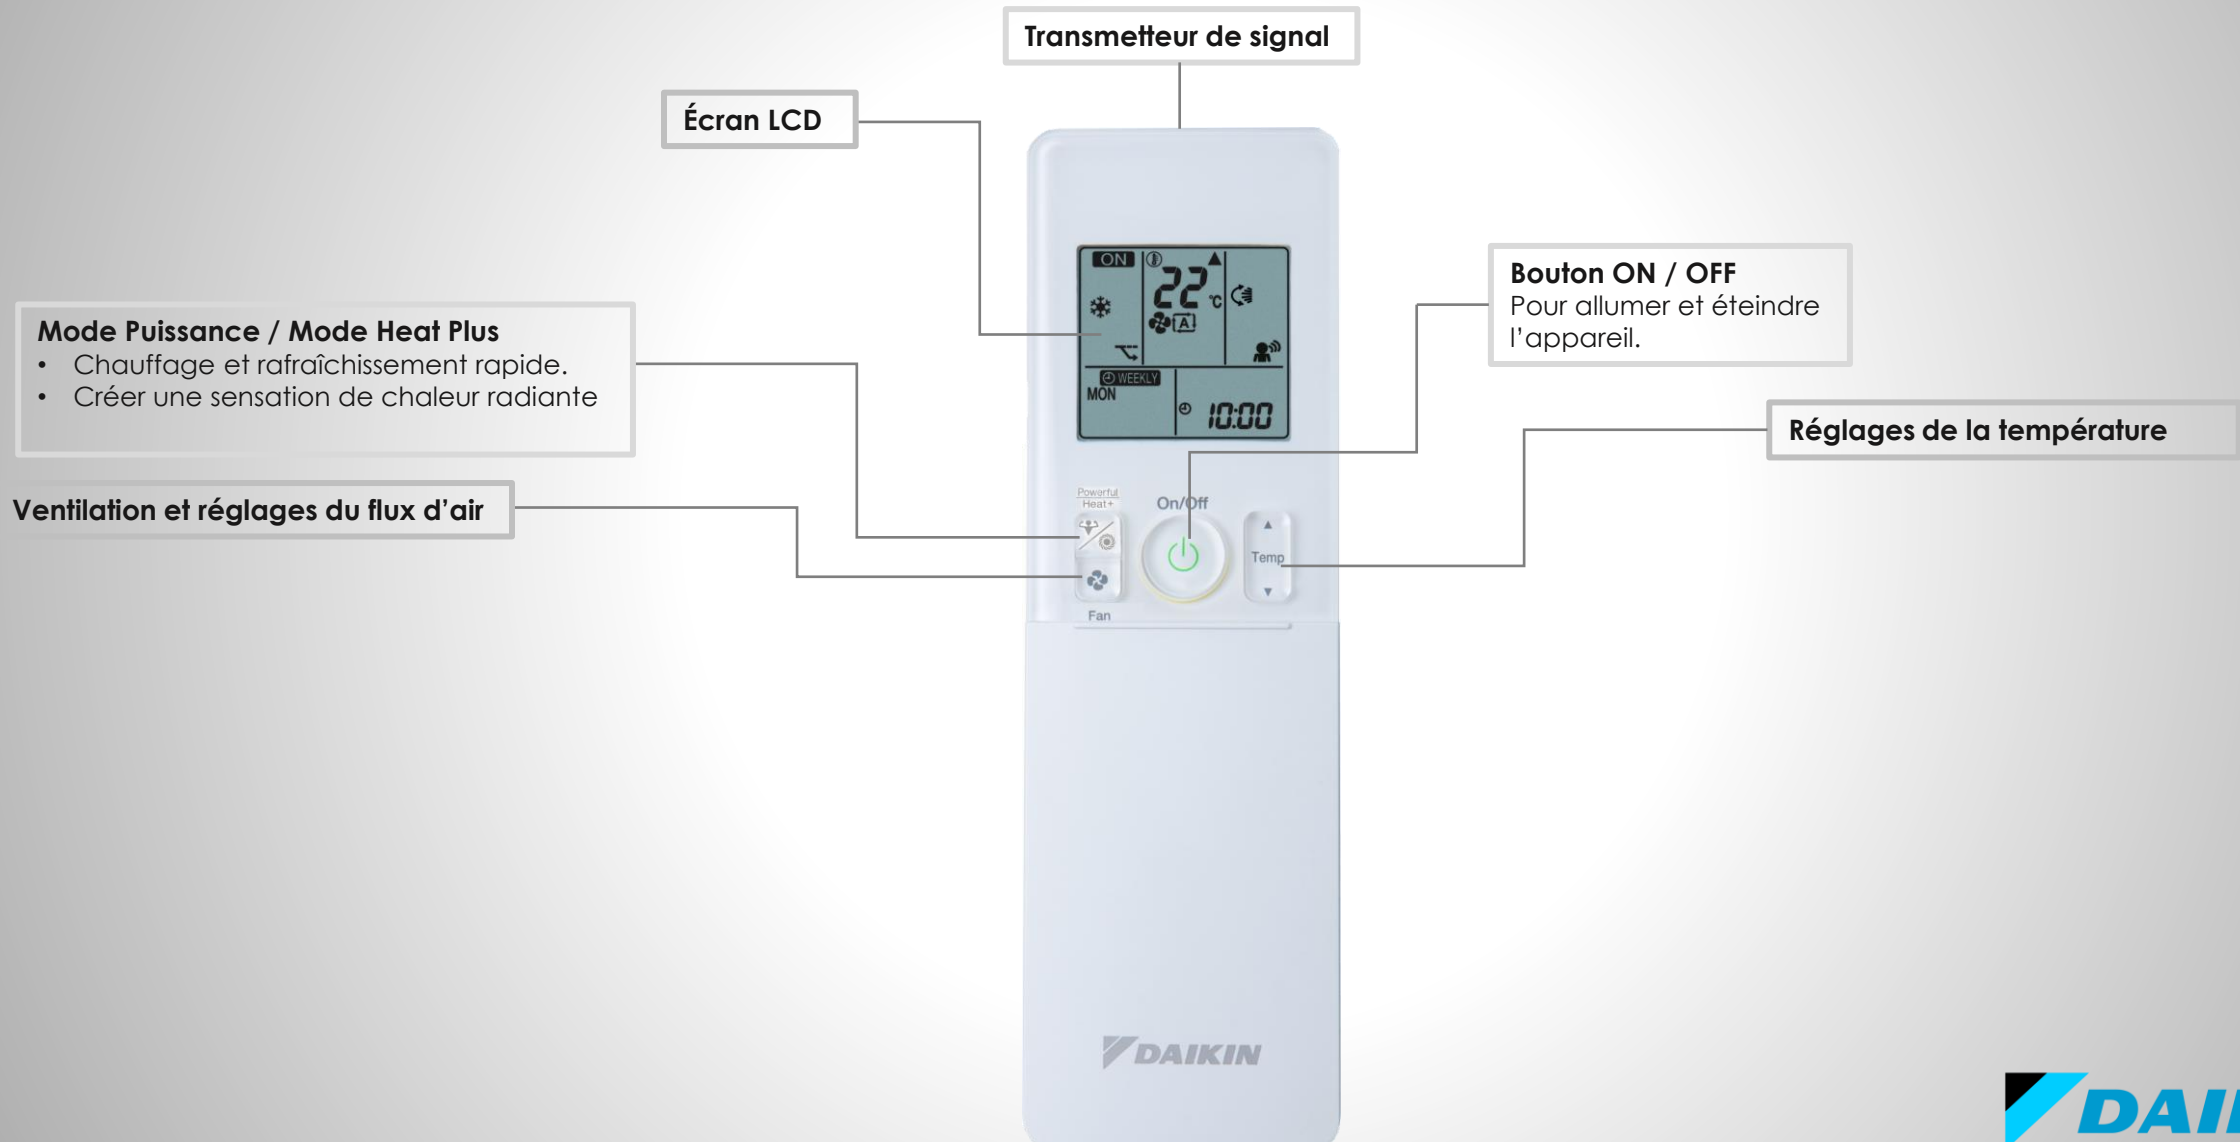 Transmetteur de signal
Écran LCD
Mode Puissance / Mode Heat Plus
• Chauffage et rafraîchissement rapide.
• Créer une sensation de chaleur radiante
Ventilation et réglages du flux d'air
Bouton ON / OFF
Pour allumer et éteindre
l'appareil.
Réglages de la température
ON
22 °C
A
WEEKLY
MON
10:00
Powerful
Heat+
On/Off
Temp
Fan
DAIKIN
DAI